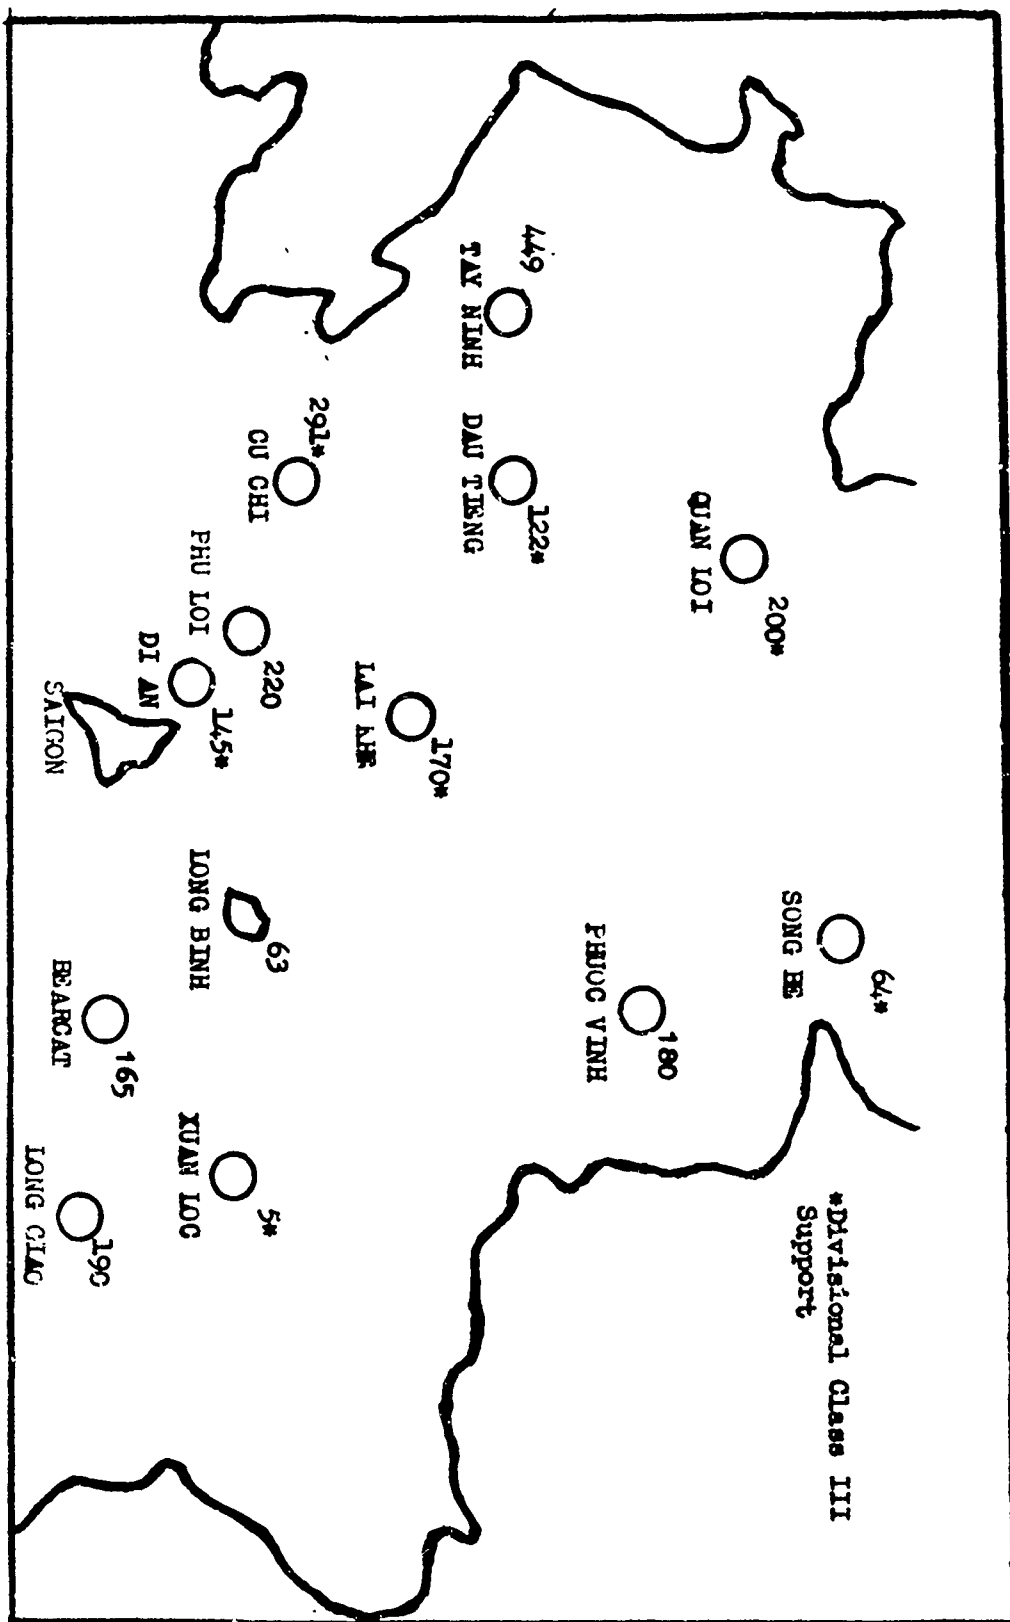 *Divisional Class III
Support
64*
SONG BE
200*
QUAN LOI
180
PHUOC VINH
449
TAY NINH
122*
DAU TIENG
170*
LAI KHE
291*
CU CHI
220
PHU LOI
63
LONG BINH
5*
XUAN LOC
145*
DI AN
165
BEARCAT
190
LONG GIAO
SAIGON